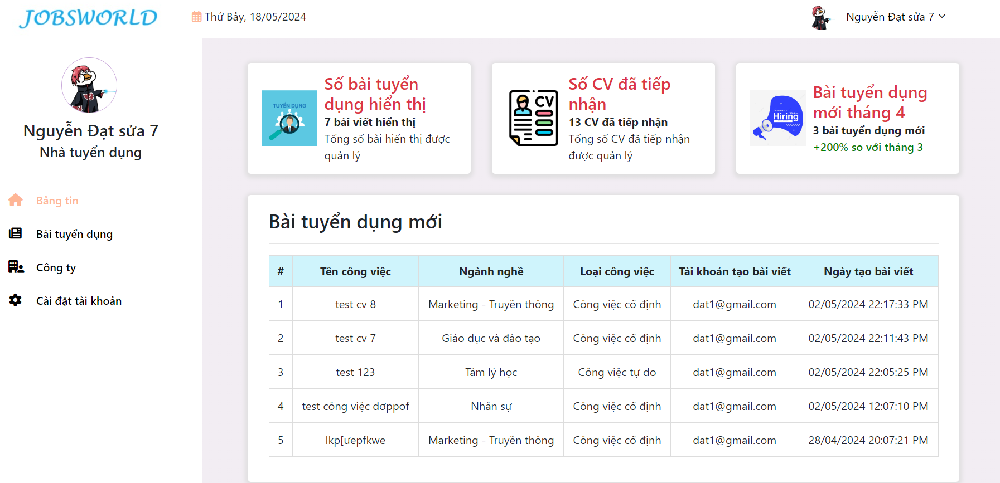 JOBSWORLD
Thứ Bảy, 18/05/2024
Nguyễn Đạt sửa 7
Nguyễn Đạt sửa 7
Nhà tuyển dụng
Bảng tin
Bài tuyển dụng
Công ty
Cài đặt tài khoản
TUYỂN DỤNG
Số bài tuyển
dụng hiển thị
7 bài viết hiển thị
Tổng số bài hiển thị được
quản lý
CV
Số CV đã tiếp
nhận
13 CV đã tiếp nhận
Tổng số CV đã tiếp nhận
được quản lý
We Are
Hiring
Bài tuyển dụng
mới tháng 4
3 bài tuyển dụng mới
+200% so với tháng 3
Bài tuyển dụng mới
# Tên công việc Ngành nghề Loại công việc Tài khoản tạo bài viết Ngày tạo bài viết
1 test cv 8 Marketing - Truyền thông Công việc cố định dat1@gmail.com 02/05/2024 22:17:33 PM
2 test cv 7 Giáo dục và đào tạo Công việc cố định dat1@gmail.com 02/05/2024 22:11:43 PM
3 test 123 Tâm lý học Công việc tự do dat1@gmail.com 02/05/2024 22:05:25 PM
4 test công việc dơppof Nhân sự Công việc cố định dat1@gmail.com 02/05/2024 12:07:10 PM
5 lkp[ưepfkwe Marketing - Truyền thông Công việc cố định dat1@gmail.com 28/04/2024 20:07:21 PM